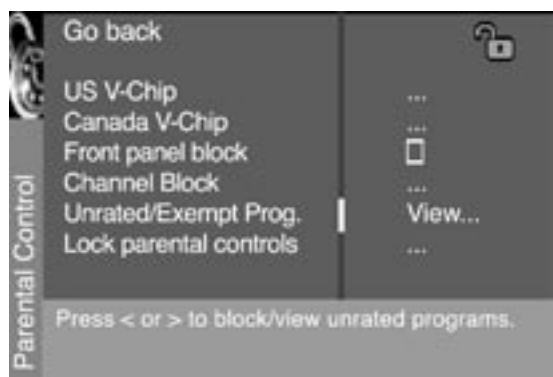 Go back
US V-Chip ...
Canada V-Chip ...
Front panel block
Channel Block ...
Unrated/Exempt Prog. View...
Lock parental controls ...
Parental Control
Press < or > to block/view unrated programs.